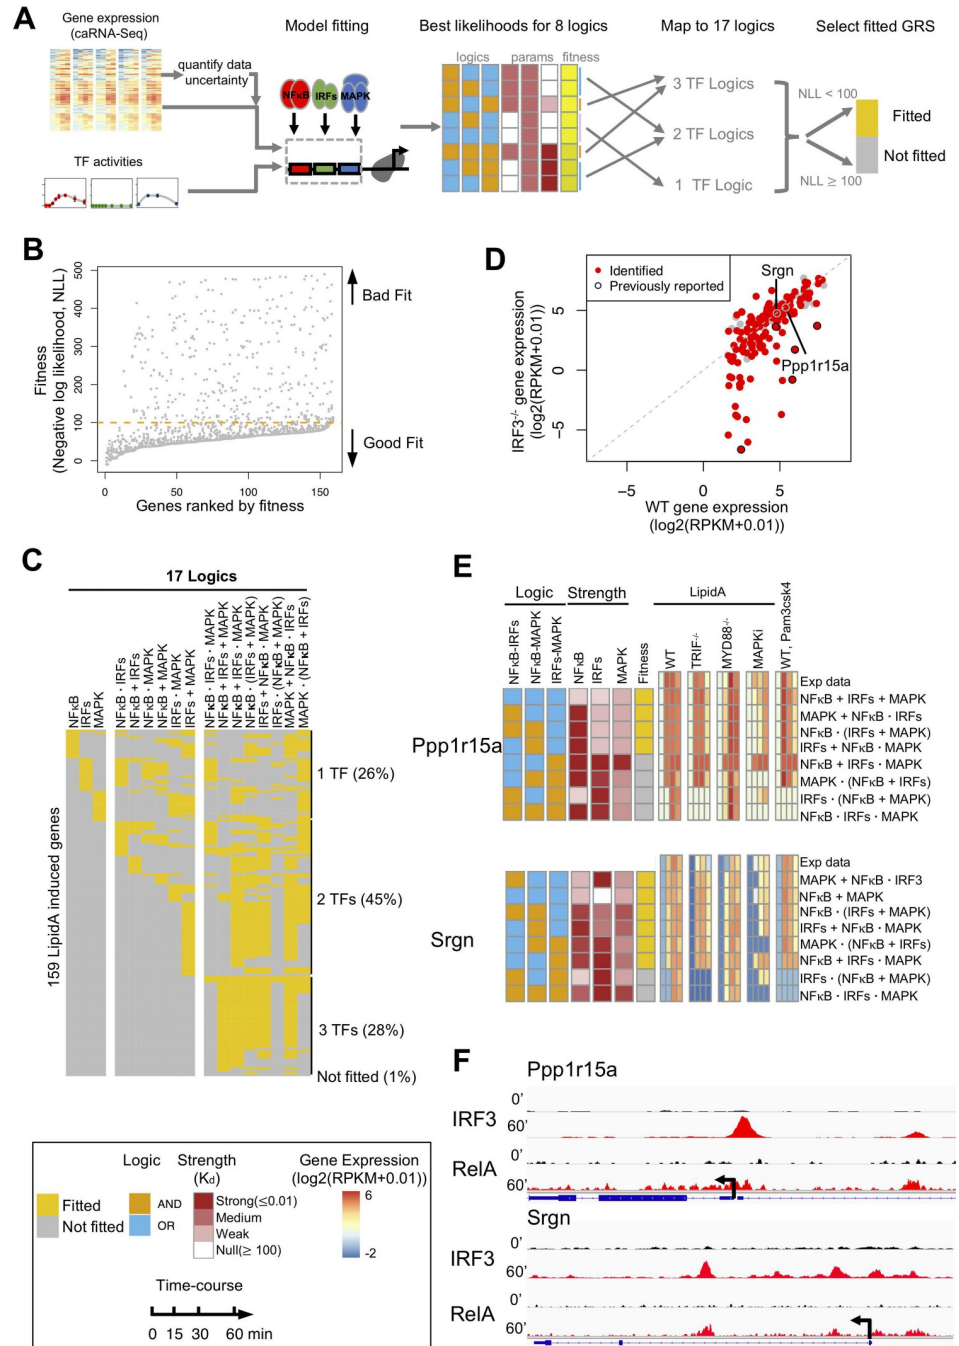 A
Gene expression
(caRNA-Seq)
Model fitting
Best likelihoods for 8 logics
Map to 17 logics
Select fitted GRS
quantify data
uncertainty
NFκB
IRFs
MAPK
logics
params
fitness
3 TF Logics
2 TF Logics
1 TF Logic
NLL < 100
NLL ≥ 100
Fitted
Not fitted
TF activities
B
Fitness
(Negative log likelihood, NLL)
500
400
300
200
100
0
Bad Fit
Good Fit
0
50
100
150
Genes ranked by fitness
D
Identified
Previously reported
Srgn
Ppp1r15a
IRF3-/- gene expression
(log2(RPKM+0.01))
5
0
−5
−5
0
5
WT gene expression
(log2(RPKM+0.01))
C
17 Logics
NFκB
IRFs
MAPK
NFκB · IRFs
NFκB + IRFs
NFκB · MAPK
NFκB + MAPK
IRFs · MAPK
IRFs + MAPK
NFκB · IRFs · MAPK
NFκB + IRFs + MAPK
NFκB + IRFs · MAPK
NFκB · (IRFs + MAPK)
IRFs + NFκB · MAPK
IRFs · (NFκB + MAPK)
MAPK + NFκB · IRFs
MAPK · (NFκB + IRFs)
159 LipidA induced genes
1 TF (26%)
2 TFs (45%)
3 TFs (28%)
Not fitted (1%)
E
Logic
Strength
LipidA
NFκB-IRFs
NFκB-MAPK
IRFs-MAPK
NFκB
IRFs
MAPK
Fitness
WT
TRIF-/-
MYD88-/-
MAPKi
WT, Pam3csk4
Ppp1r15a
Exp data
NFκB + IRFs + MAPK
MAPK + NFκB · IRFs
NFκB · (IRFs + MAPK)
IRFs + NFκB · MAPK
NFκB + IRFs · MAPK
MAPK · (NFκB + IRFs)
IRFs · (NFκB + MAPK)
NFκB · IRFs · MAPK
Srgn
Exp data
MAPK + NFκB · IRF3
NFκB + MAPK
NFκB · (IRFs + MAPK)
IRFs + NFκB · MAPK
MAPK · (NFκB + IRFs)
NFκB + IRFs · MAPK
IRFs · (NFκB + MAPK)
NFκB · IRFs · MAPK
F
Ppp1r15a
0'
IRF3
60'
0'
RelA
60'
Srgn
0'
IRF3
60'
0'
RelA
60'
Logic
Strength
(Kd)
Gene Expression
(log2(RPKM+0.01))
Fitted
Not fitted
AND
OR
Strong(≤0.01)
Medium
Weak
Null(≥ 100)
6
-2
Time-course
0 15 30 60 min